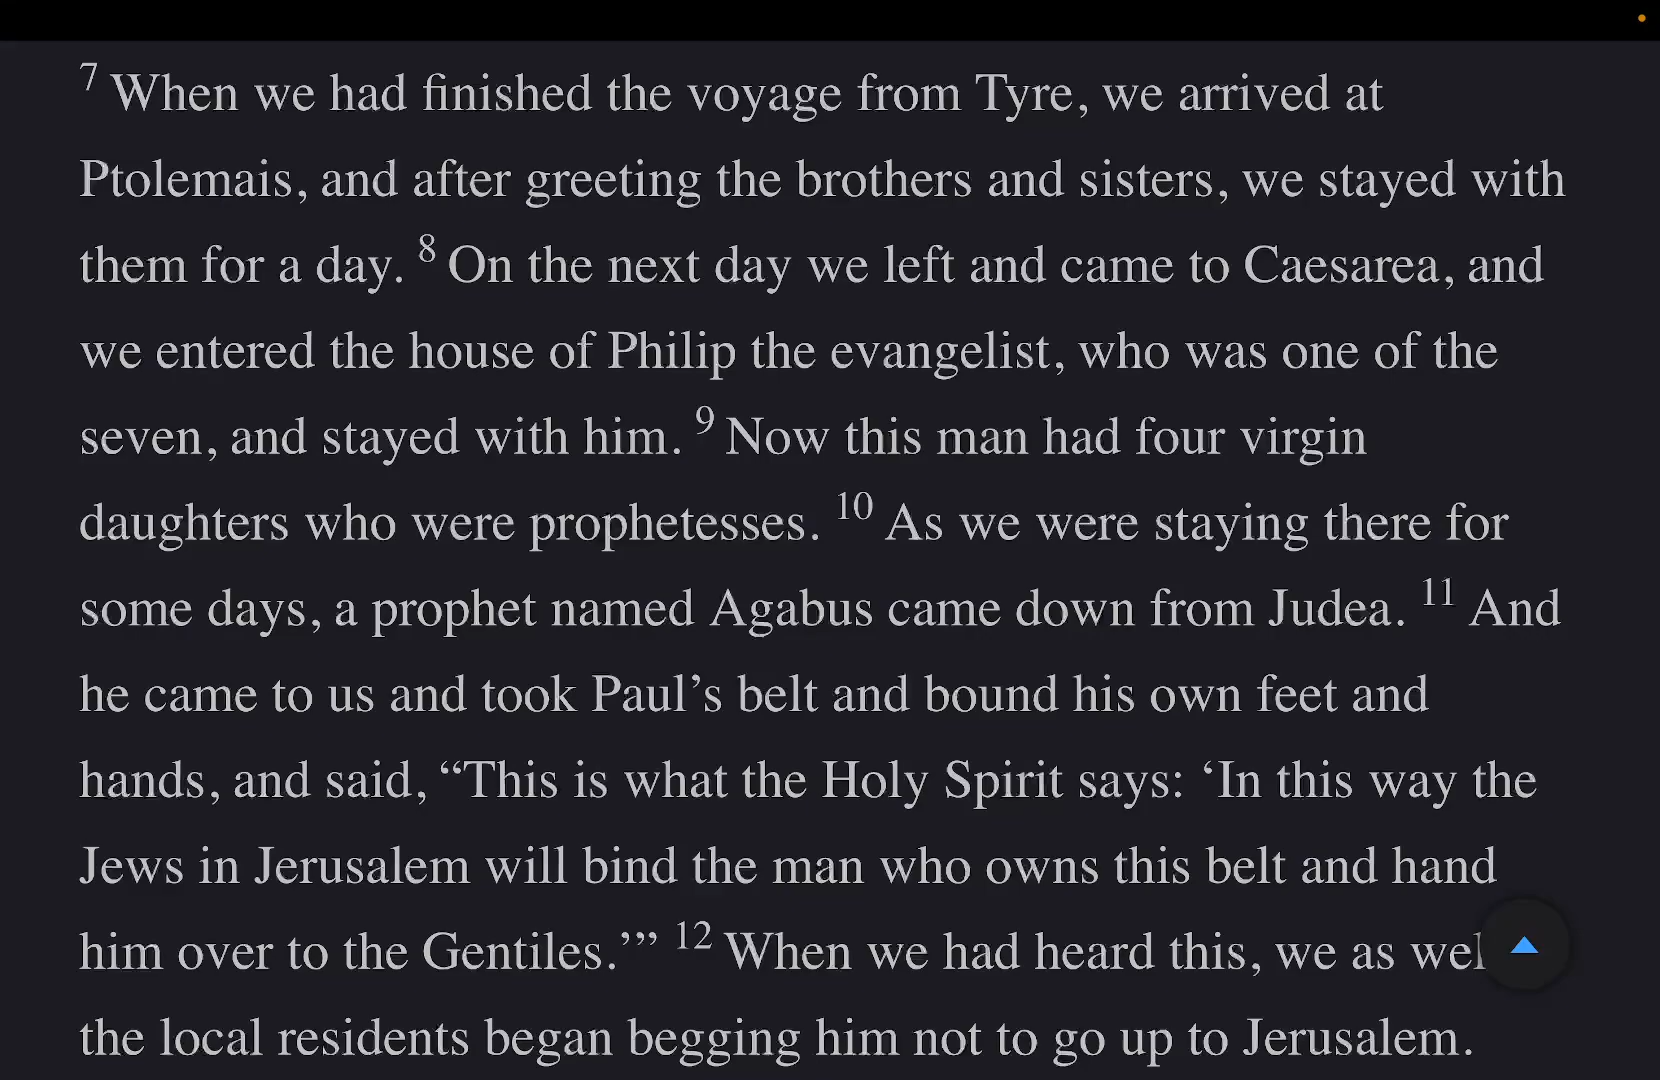 7 When we had finished the voyage from Tyre, we arrived at
Ptolemais, and after greeting the brothers and sisters, we stayed with
them for a day. 8 On the next day we left and came to Caesarea, and
we entered the house of Philip the evangelist, who was one of the
seven, and stayed with him. 9 Now this man had four virgin
daughters who were prophetesses. 10 As we were staying there for
some days, a prophet named Agabus came down from Judea. 11 And
he came to us and took Paul’s belt and bound his own feet and
hands, and said, “This is what the Holy Spirit says: ‘In this way the
Jews in Jerusalem will bind the man who owns this belt and hand
him over to the Gentiles.’” 12 When we had heard this, we as
the local residents began begging him not to go up to Jerusalem.